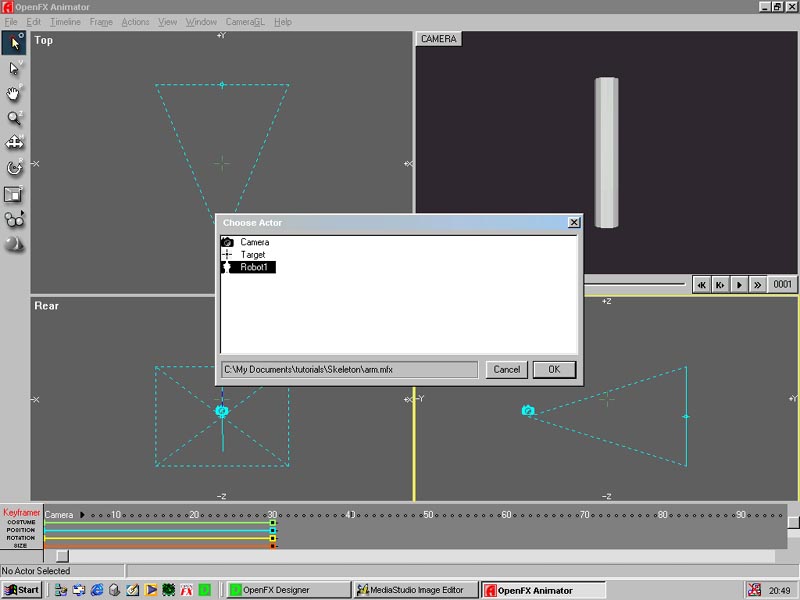 OpenFX Animator
File Edit Timeline Frame Actions View Window CameraGL Help
Top
+Y
-X
-X
CAMERA
Choose Actor
Camera
Target
Robot1
C:\My Documents\tutorials\Skeleton\arm.mfx
Cancel
OK
0001
Rear
+Z
-X
-X
-Y
+Y
-Z
-Z
Keyframer
Camera
10 20 30 40 50 60 70 80 90
COSTUME
POSITION
ROTATION
SIZE
No Actor Selected
Start
OpenFX Designer
MediaStudio Image Editor
OpenFX Animator
20:49